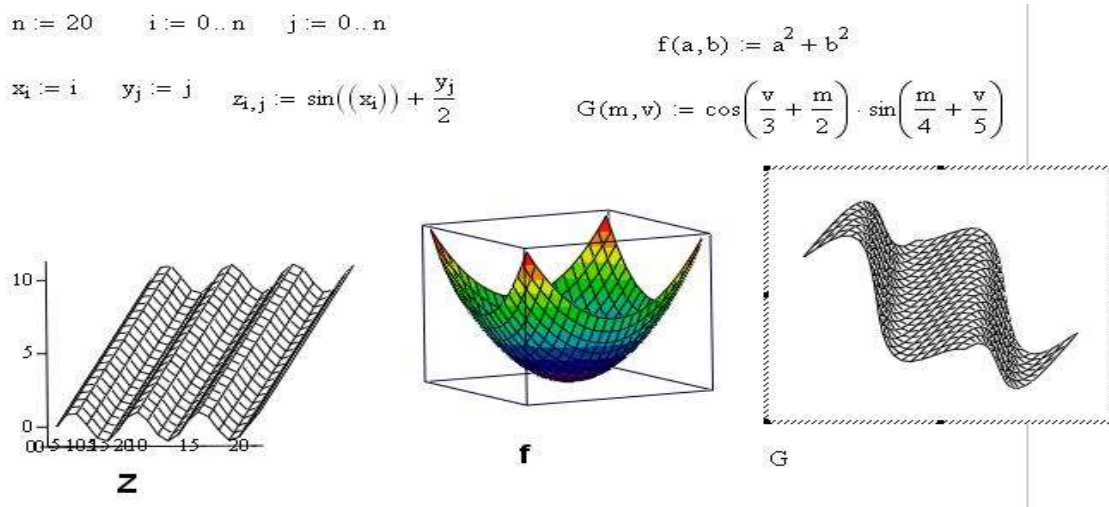 n := 20 i := 0 .. n j := 0 .. n
f(a,b) := a² + b²
xᵢ := i yⱼ := j zᵢ,ⱼ := sin((xᵢ)) + yⱼ/2
G(m,v) := cos(v/3 + m/2) · sin(m/4 + v/5)
10
5
0
15 20
Z
f
G